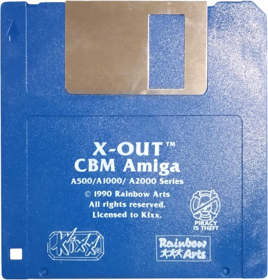 X-OUT™
CBM Amiga
A500/A1000/ A2000 Series
© 1990 Rainbow Arts
All rights reserved.
Licensed to Kixx.
PIRACY
IS THEFT
Kixx
Rainbow
Arts